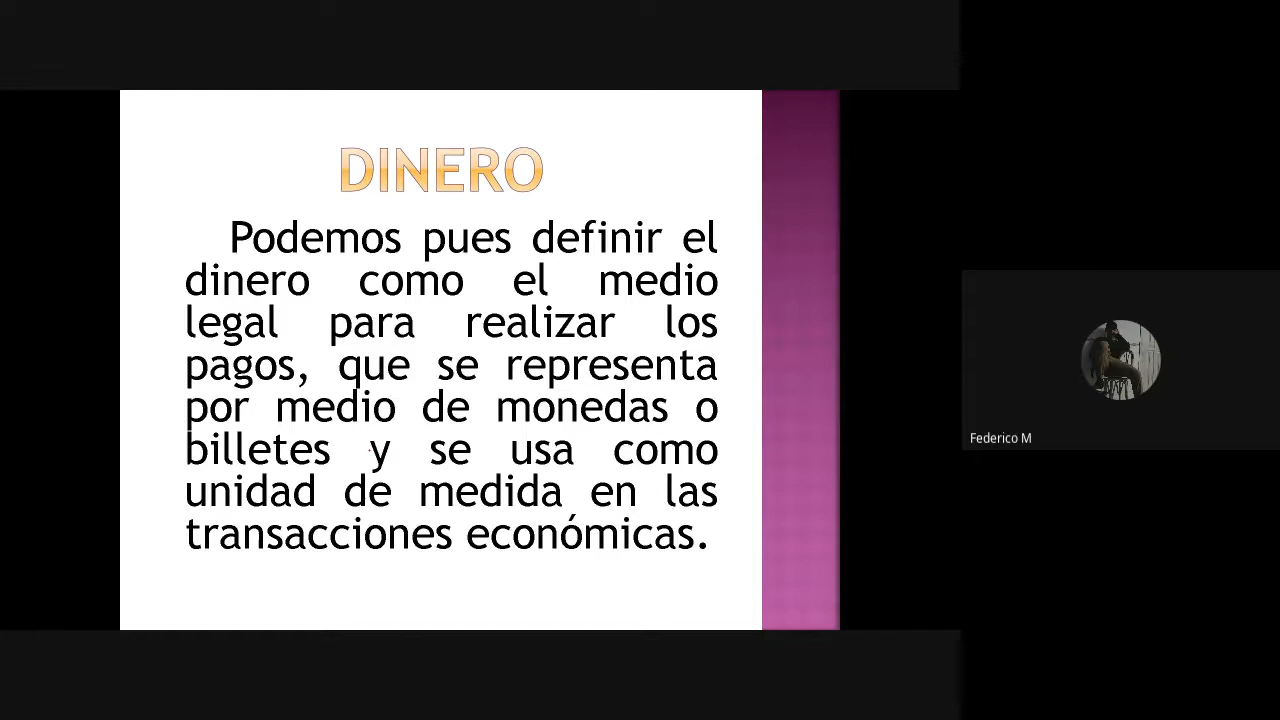 DINERO
Podemos pues definir el
dinero como el medio
legal para realizar los
pagos, que se representa
por medio de monedas o
billetes y se usa como
unidad de medida en las
transacciones económicas.
Federico M